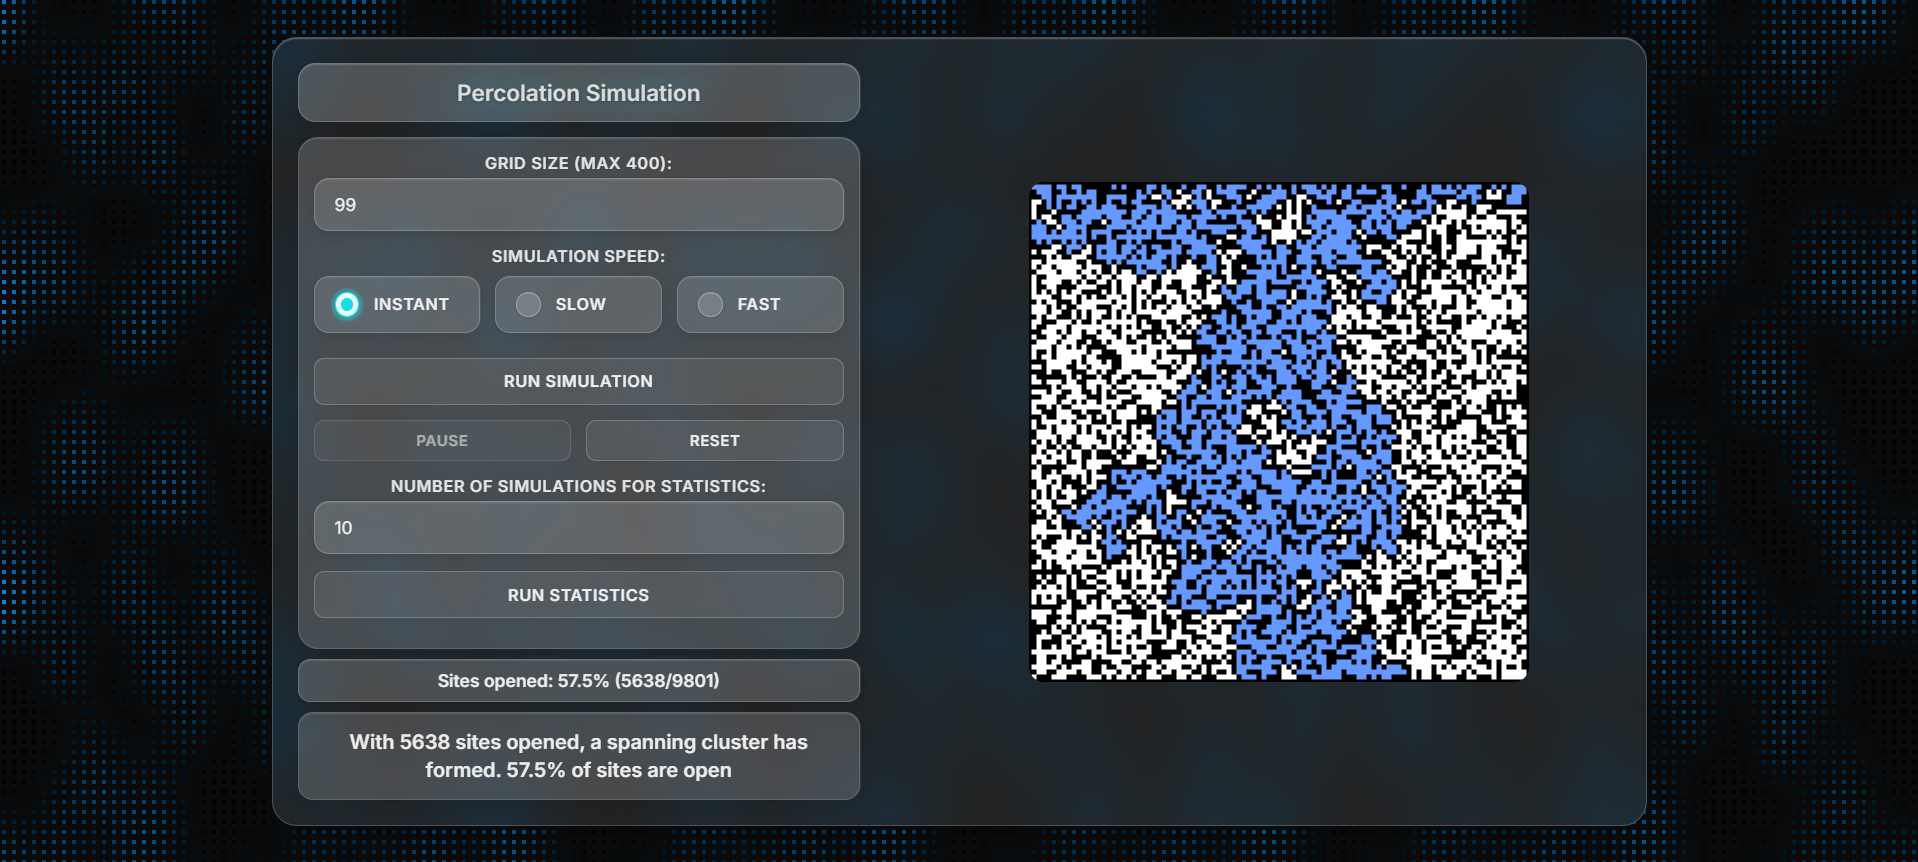 Percolation Simulation
GRID SIZE (MAX 400):
99
SIMULATION SPEED:
INSTANT
SLOW
FAST
RUN SIMULATION
PAUSE
RESET
NUMBER OF SIMULATIONS FOR STATISTICS:
10
RUN STATISTICS
Sites opened: 57.5% (5638/9801)
With 5638 sites opened, a spanning cluster has
formed. 57.5% of sites are open